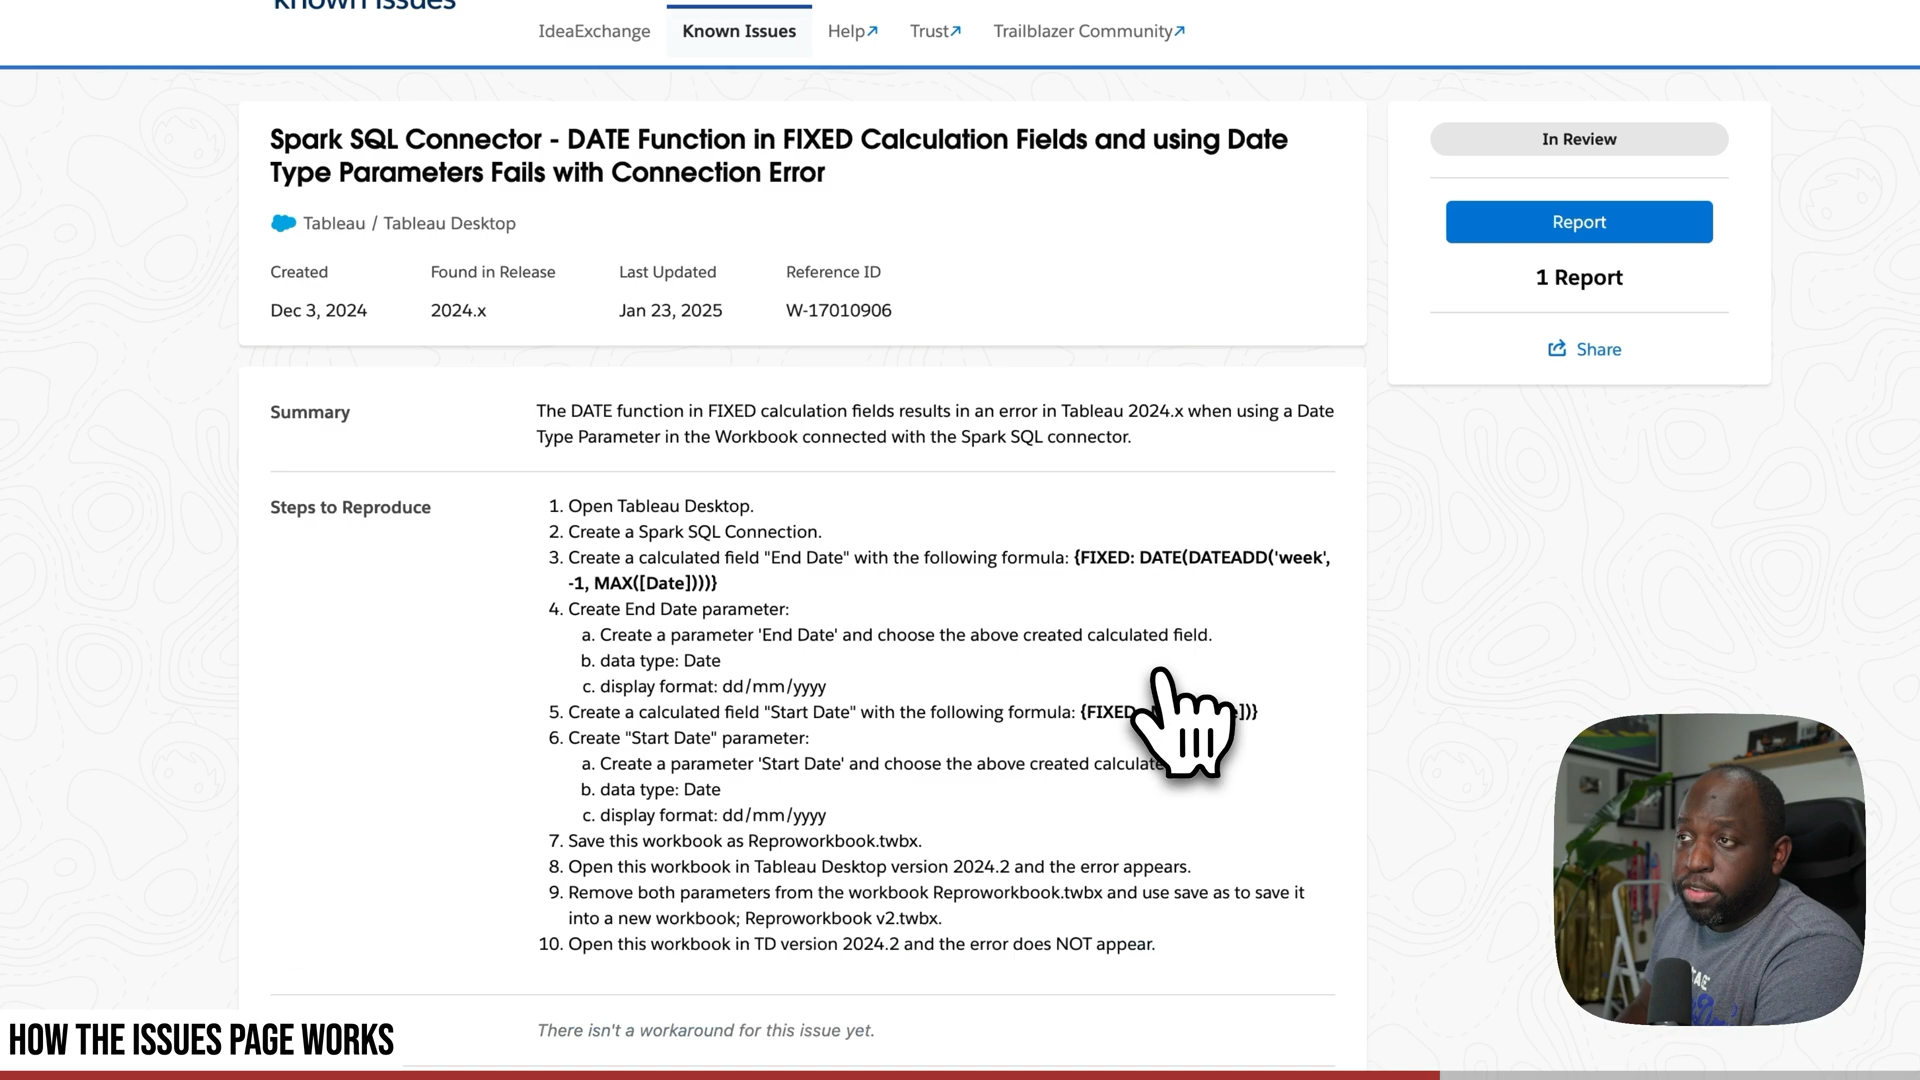 Known Issues
IdeaExchange
Known Issues
Help
Trust
Trailblazer Community
Spark SQL Connector - DATE Function in FIXED Calculation Fields and using Date
Type Parameters Fails with Connection Error
Tableau / Tableau Desktop
Created
Found in Release
Last Updated
Reference ID
Dec 3, 2024
2024.x
Jan 23, 2025
W-17010906
In Review
Report
1 Report
Share
Summary
The DATE function in FIXED calculation fields results in an error in Tableau 2024.x when using a Date
Type Parameter in the Workbook connected with the Spark SQL connector.
Steps to Reproduce
1. Open Tableau Desktop.
2. Create a Spark SQL Connection.
3. Create a calculated field "End Date" with the following formula: {FIXED: DATE(DATEADD('week',
-1, MAX([Date])))}
4. Create End Date parameter:
a. Create a parameter 'End Date' and choose the above created calculated field.
b. data type: Date
c. display format: dd/mm/yyyy
5. Create a calculated field "Start Date" with the following formula: {FIXED ])}
6. Create "Start Date" parameter:
a. Create a parameter 'Start Date' and choose the above created calculate
b. data type: Date
c. display format: dd/mm/yyyy
7. Save this workbook as Reproworkbook.twbx.
8. Open this workbook in Tableau Desktop version 2024.2 and the error appears.
9. Remove both parameters from the workbook Reproworkbook.twbx and use save as to save it
into a new workbook; Reproworkbook v2.twbx.
10. Open this workbook in TD version 2024.2 and the error does NOT appear.
There isn't a workaround for this issue yet.
HOW THE ISSUES PAGE WORKS